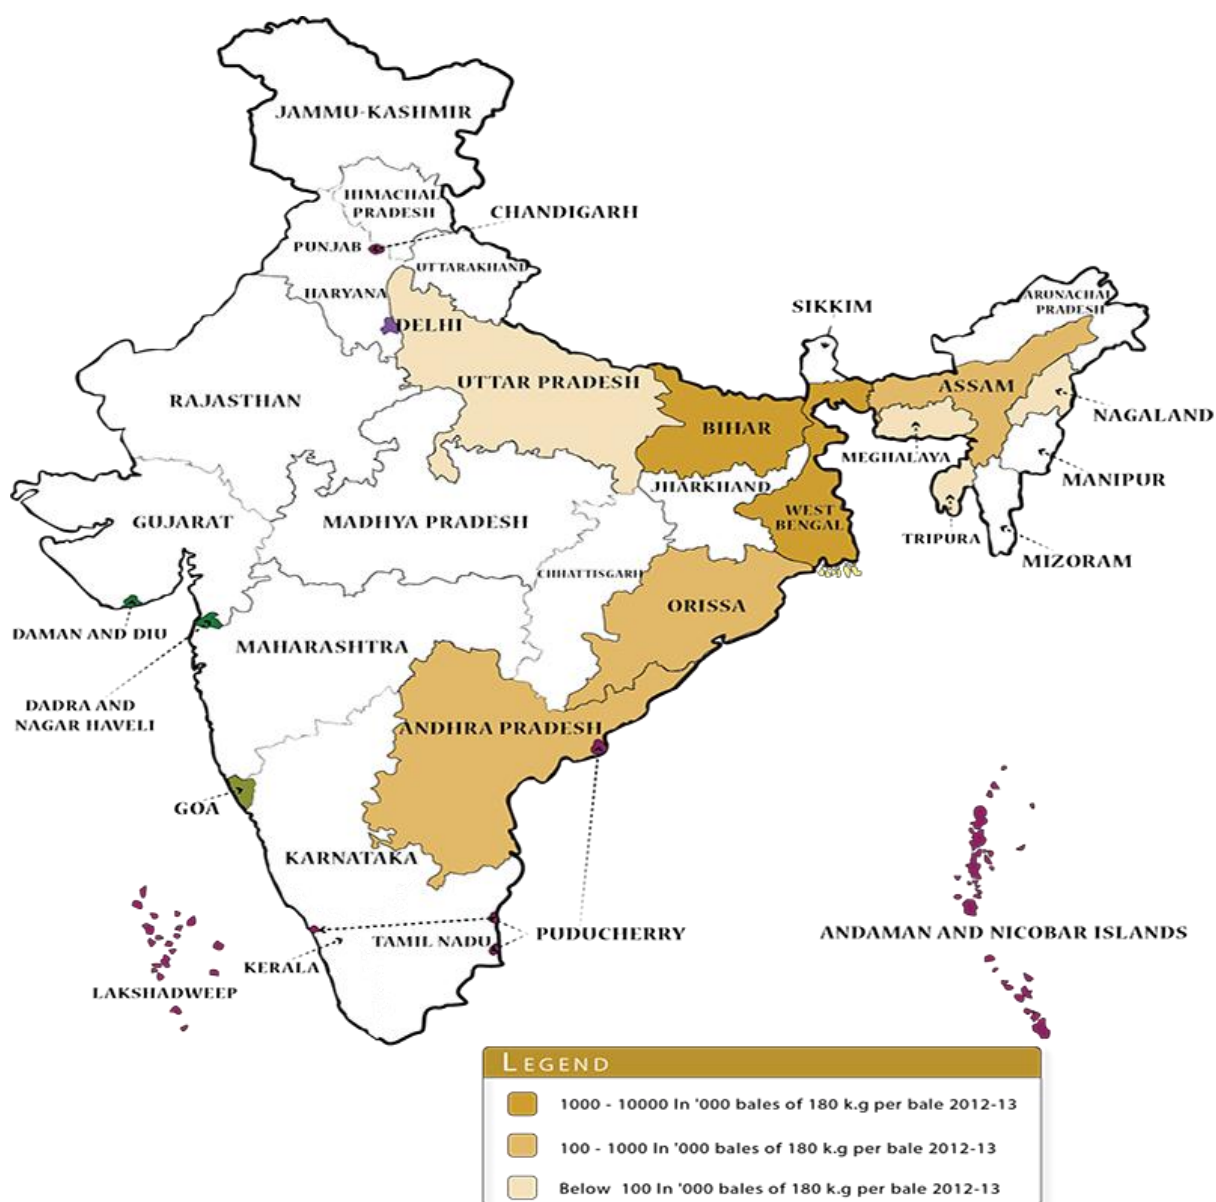 JAMMU-KASHMIR
HIMACHAL
PRADESH
CHANDIGARH
PUNJAB
UTTARAKHAND
HARYANA
DELHI
SIKKIM
ARUNACHAL
PRADESH
UTTAR PRADESH
ASSAM
RAJASTHAN
NAGALAND
BIHAR
MEGHALAYA
MANIPUR
JHARKHAND
GUJARAT
MADHYA PRADESH
WEST
BENGAL
TRIPURA
MIZORAM
CHHATTISGARH
ORISSA
DAMAN AND DIU
MAHARASHTRA
DADRA AND
NAGAR HAVELI
ANDHRA PRADESH
GOA
KARNATAKA
PUDUCHERRY
ANDAMAN AND NICOBAR ISLANDS
TAMIL NADU
KERALA
LAKSHADWEEP
LEGEND
1000 - 10000 In '000 bales of 180 k.g per bale 2012-13
100 - 1000 In '000 bales of 180 k.g per bale 2012-13
Below 100 In '000 bales of 180 k.g per bale 2012-13